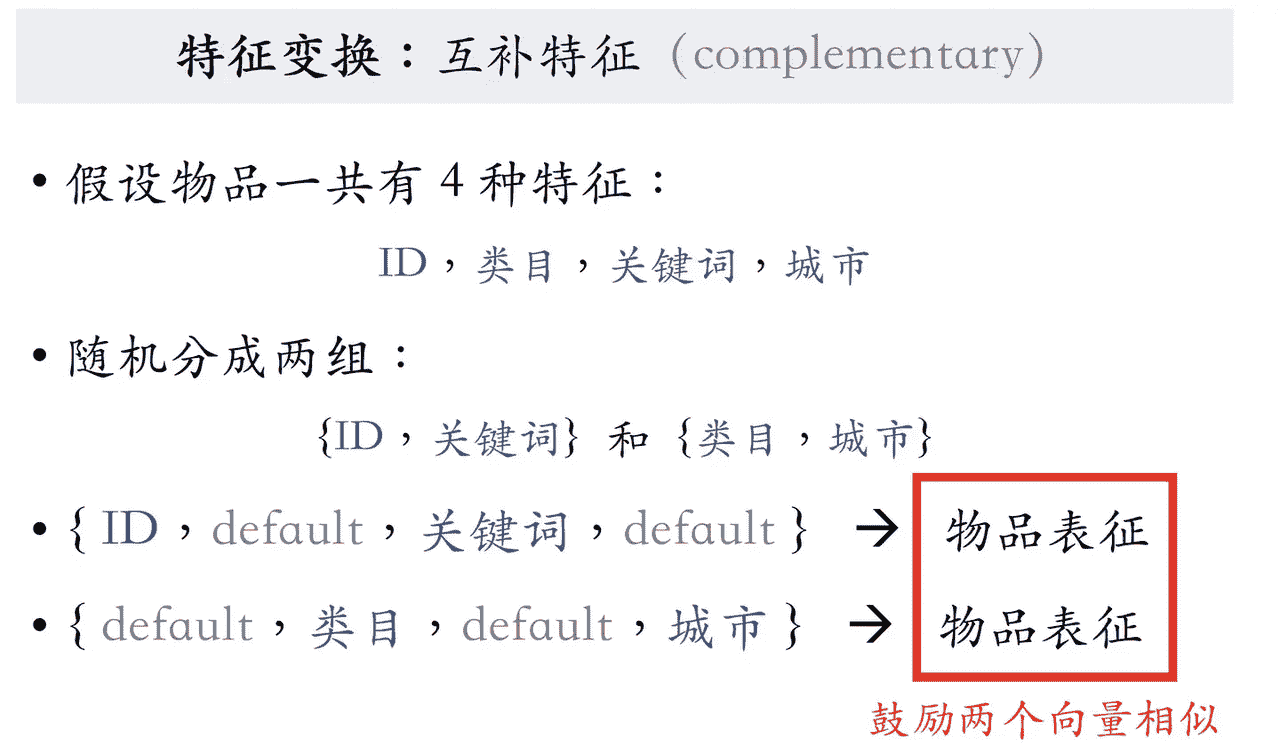 特征变换：互补特征（complementary）
• 假设物品一共有 4 种特征：
ID，类目，关键词，城市
• 随机分成两组：
{ID，关键词} 和 {类目，城市}
• { ID，default，关键词，default } → 物品表征
• { default，类目，default，城市 } → 物品表征
鼓励两个向量相似